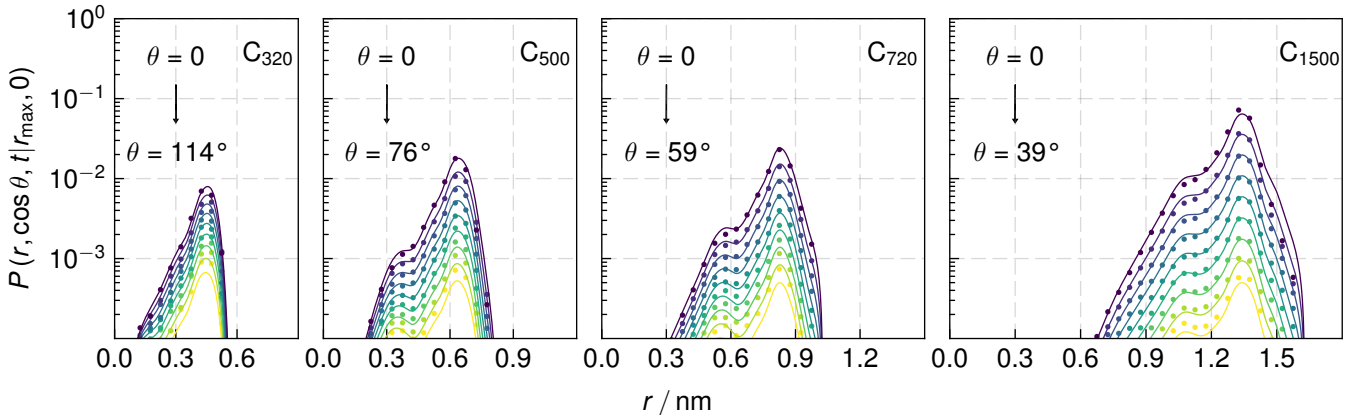 P (r, cos θ, t|r_max, 0)
10⁰
10⁻¹
10⁻²
10⁻³
θ = 0
C₃₂₀
θ = 114°
0.0 0.3 0.6
θ = 0
C₅₀₀
θ = 76°
0.0 0.3 0.6 0.9
θ = 0
C₇₂₀
θ = 59°
0.0 0.3 0.6 0.9 1.2
θ = 0
C₁₅₀₀
θ = 39°
0.0 0.3 0.6 0.9 1.2 1.5
r / nm